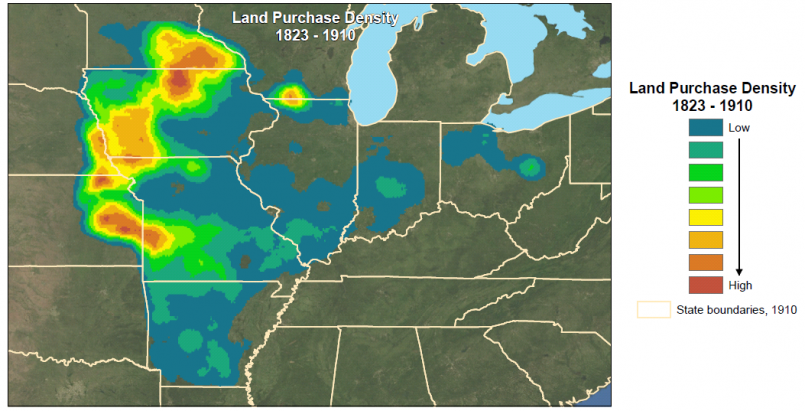 Land Purchase Density
1823 - 1910
Land Purchase Density
1823 - 1910
Low
High
State boundaries, 1910